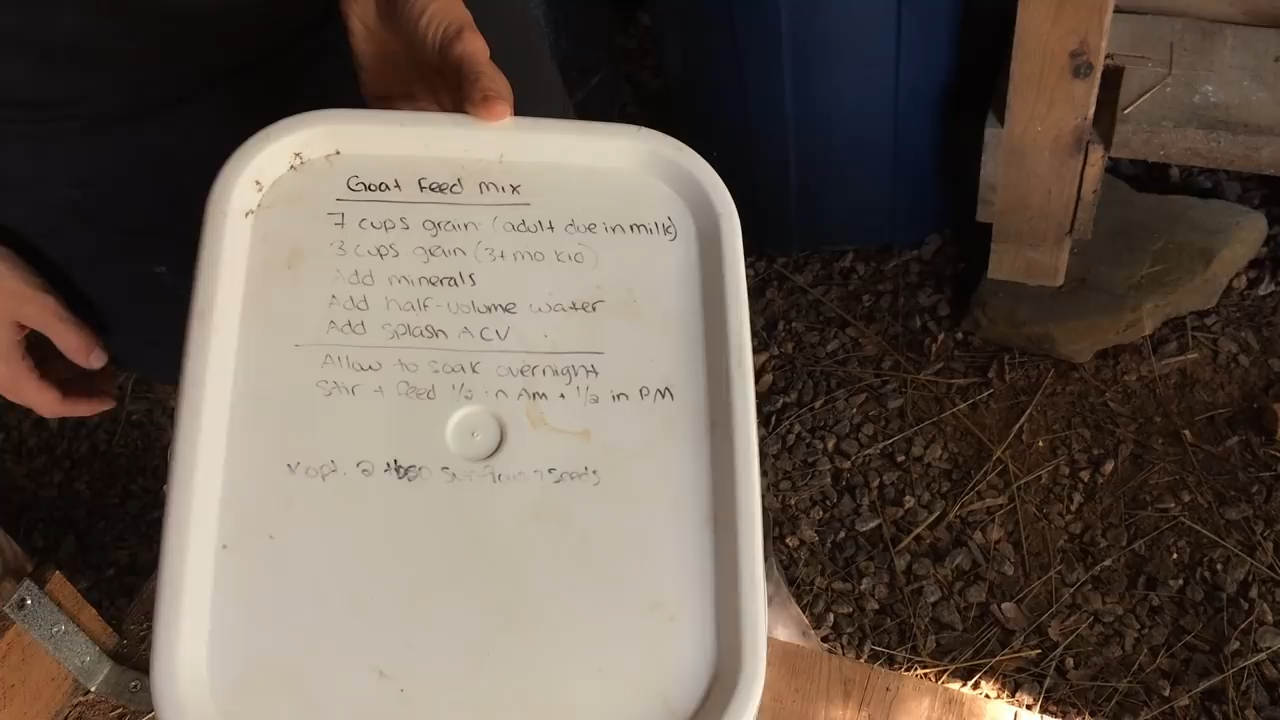 Goat Feed Mix
7 cups grain (adult doe in milk)
3 cups grain (3+ mo kid)
Add minerals
Add half-volume water
Add splash ACV
Allow to soak overnight
Stir + feed 1/2 in AM + 1/2 in PM
opt. 2 tbsp sunflower seeds